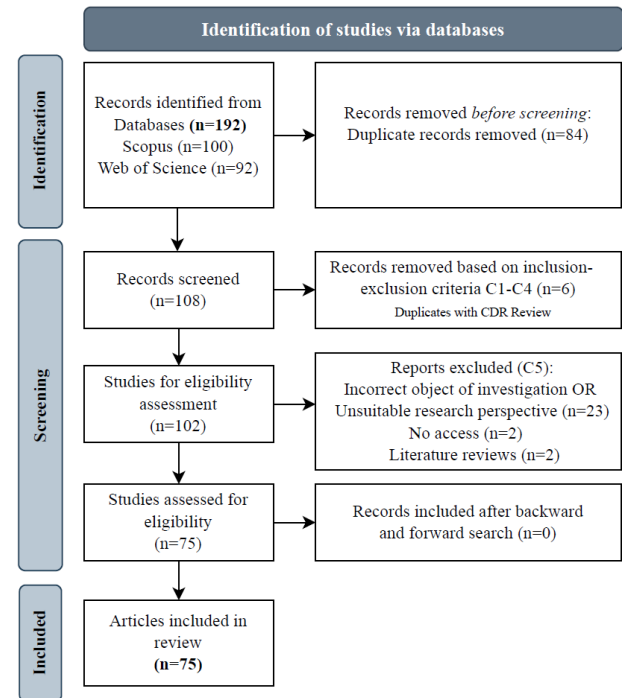 Identification of studies via databases
Identification
Records identified from
Databases (n=192)
Scopus (n=100)
Web of Science (n=92)
Records removed before screening:
Duplicate records removed (n=84)
Screening
Records screened
(n=108)
Records removed based on inclusion-
exclusion criteria C1-C4 (n=6)
Duplicates with CDR Review
Studies for eligibility
assessment
(n=102)
Reports excluded (C5):
Incorrect object of investigation OR
Unsuitable research perspective (n=23)
No access (n=2)
Literature reviews (n=2)
Studies assessed for
eligibility
(n=75)
Records included after backward
and forward search (n=0)
Included
Articles included in
review
(n=75)